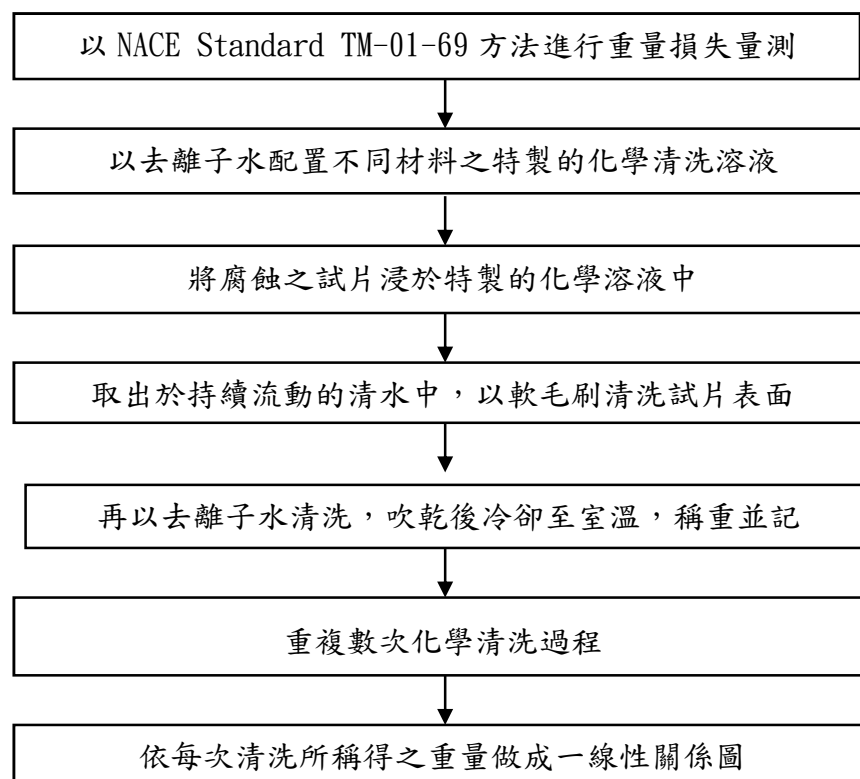 以 NACE Standard TM-01-69 方法進行重量損失量測
以去離子水配置不同材料之特製的化學清洗溶液
將腐蝕之試片浸於特製的化學溶液中
取出於持續流動的清水中，以軟毛刷清洗試片表面
再以去離子水清洗，吹乾後冷卻至室溫，稱重並記
重複數次化學清洗過程
依每次清洗所稱得之重量做成一線性關係圖